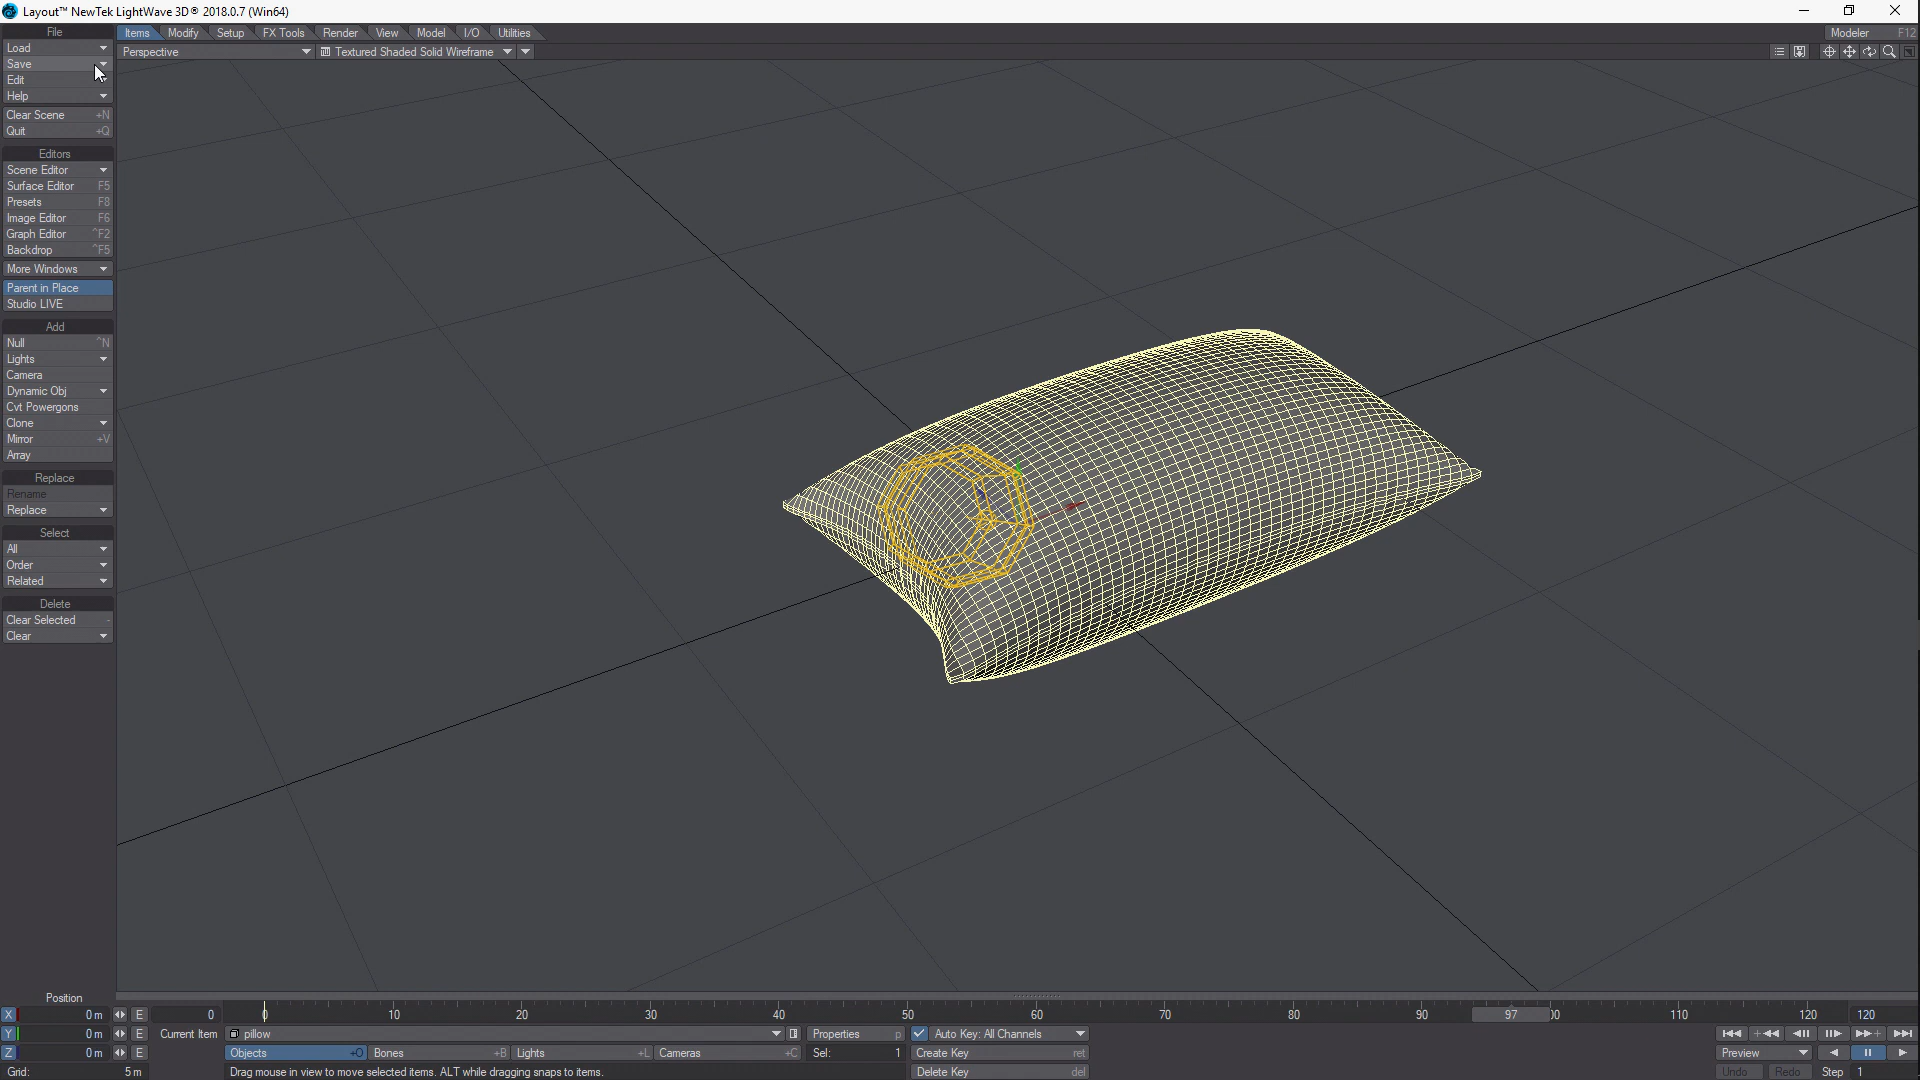 Layout™ NewTek LightWave 3D® 2018.0.7 (Win64)
File
Items Modify Setup FX Tools Render View Model I/O Utilities
Modeler F12
Load
Perspective
Textured Shaded Solid Wireframe
Save
Edit
Help
Clear Scene +N
Quit +Q
Editors
Scene Editor
Surface Editor F5
Presets F8
Image Editor F6
Graph Editor ^F2
Backdrop ^F5
More Windows
Parent in Place
Studio LIVE
Add
Null ^N
Lights
Camera
Dynamic Obj
Cvt Powergons
Clone
Mirror +V
Array
Replace
Rename
Replace
Select
All
Order
Related
Delete
Clear Selected -
Clear
Position
X 0 m E 0 0 10 20 30 40 50 60 70 80 90 97 00 110 120 120
Y 0 m E Current Item pillow Properties p Auto Key: All Channels
Z 0 m E Objects +O Bones +B Lights +L Cameras +C Sel: 1 Create Key ret Preview
Grid: 5 m Drag mouse in view to move selected items. ALT while dragging snaps to items. Delete Key del Undo Redo Step 1